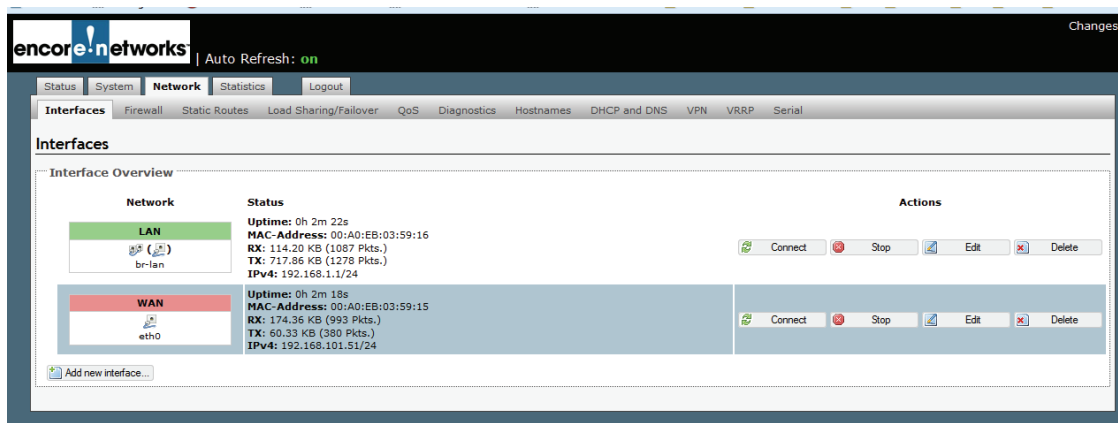 Changes
encore!networks | Auto Refresh: on
Status System Network Statistics Logout
Interfaces Firewall Static Routes Load Sharing/Failover QoS Diagnostics Hostnames DHCP and DNS VPN VRRP Serial
Interfaces
Interface Overview
Network Status Actions
LAN
br-lan
Uptime: 0h 2m 22s
MAC-Address: 00:A0:EB:03:59:16
RX: 114.20 KB (1087 Pkts.)
TX: 717.86 KB (1278 Pkts.)
IPv4: 192.168.1.1/24
Connect Stop Edit Delete
WAN
eth0
Uptime: 0h 2m 18s
MAC-Address: 00:A0:EB:03:59:15
RX: 174.36 KB (993 Pkts.)
TX: 60.33 KB (380 Pkts.)
IPv4: 192.168.101.51/24
Connect Stop Edit Delete
Add new interface...